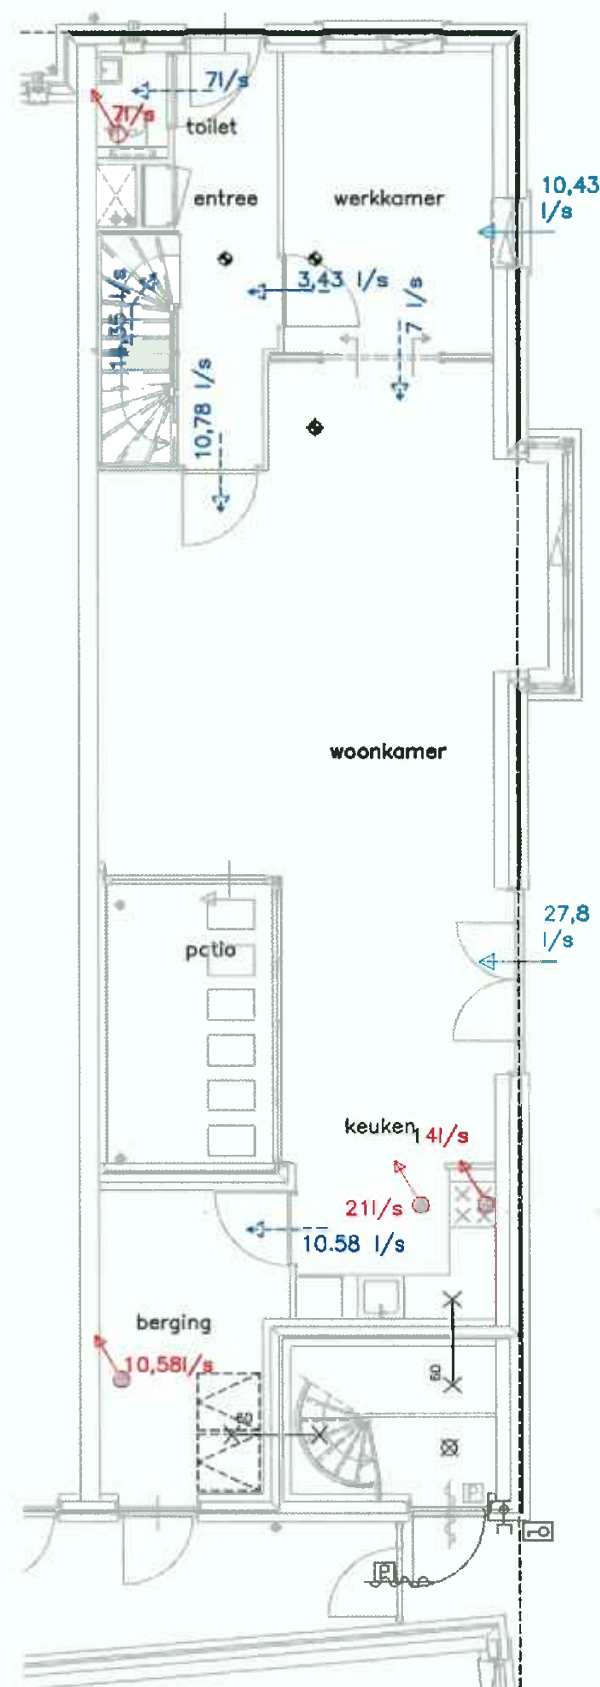 7l/s
7l/s
toilet
10,43
l/s
entree
werkkamer
3,43 l/s
7 l/s
10,78 l/s
woonkamer
27,8
l/s
patio
keuken
14l/s
21l/s
10.58 l/s
berging
10,58l/s
60
60
P
P